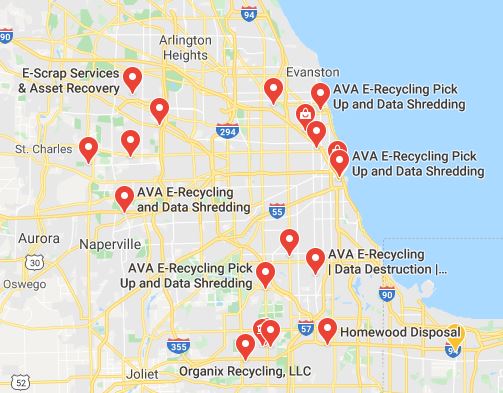 94
90
Arlington
Heights
Evanston
E-Scrap Services
& Asset Recovery
AVA E-Recycling Pick
Up and Data Shredding
294
St. Charles
AVA E-Recycling Pick
Up and Data Shredding
AVA E-Recycling
and Data Shredding
55
Aurora
Naperville
30
Oswego
AVA E-Recycling
| Data Destruction |...
AVA E-Recycling Pick
Up and Data Shredding
90
57
Homewood Disposal
355
Organix Recycling, LLC
Joliet
52